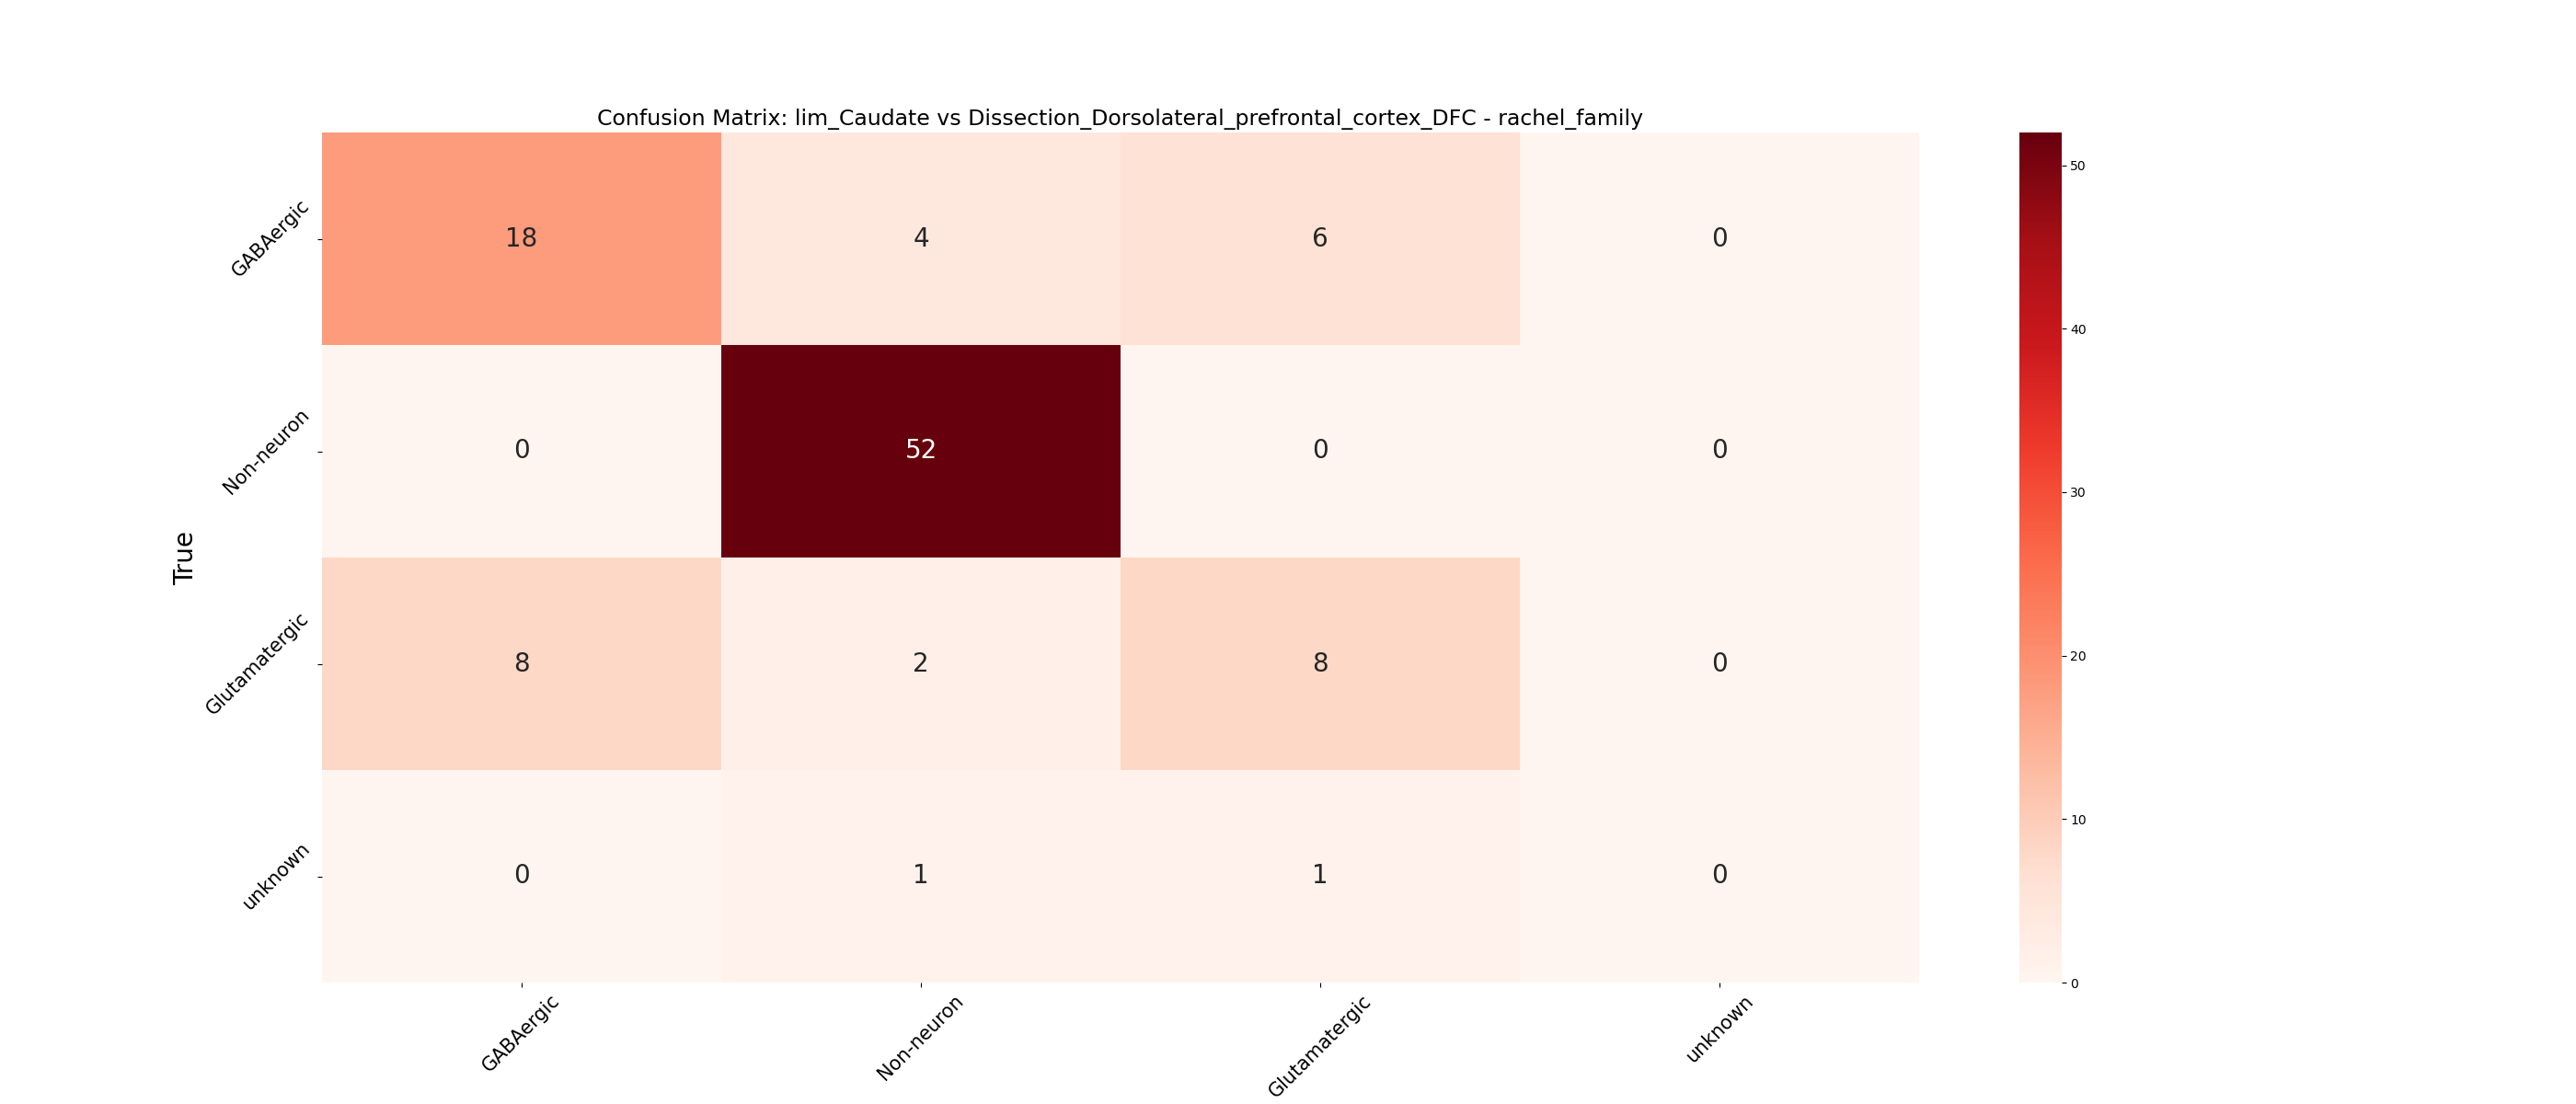 Confusion Matrix: lim_Caudate vs Dissection_Dorsolateral_prefrontal_cortex_DFC - rachel_family
True
GABAergic
18 4 6 0
Non-neuron
0 52 0 0
Glutamatergic
8 2 8 0
unknown
0 1 1 0
GABAergic Non-neuron Glutamatergic unknown
50
40
30
20
10
0